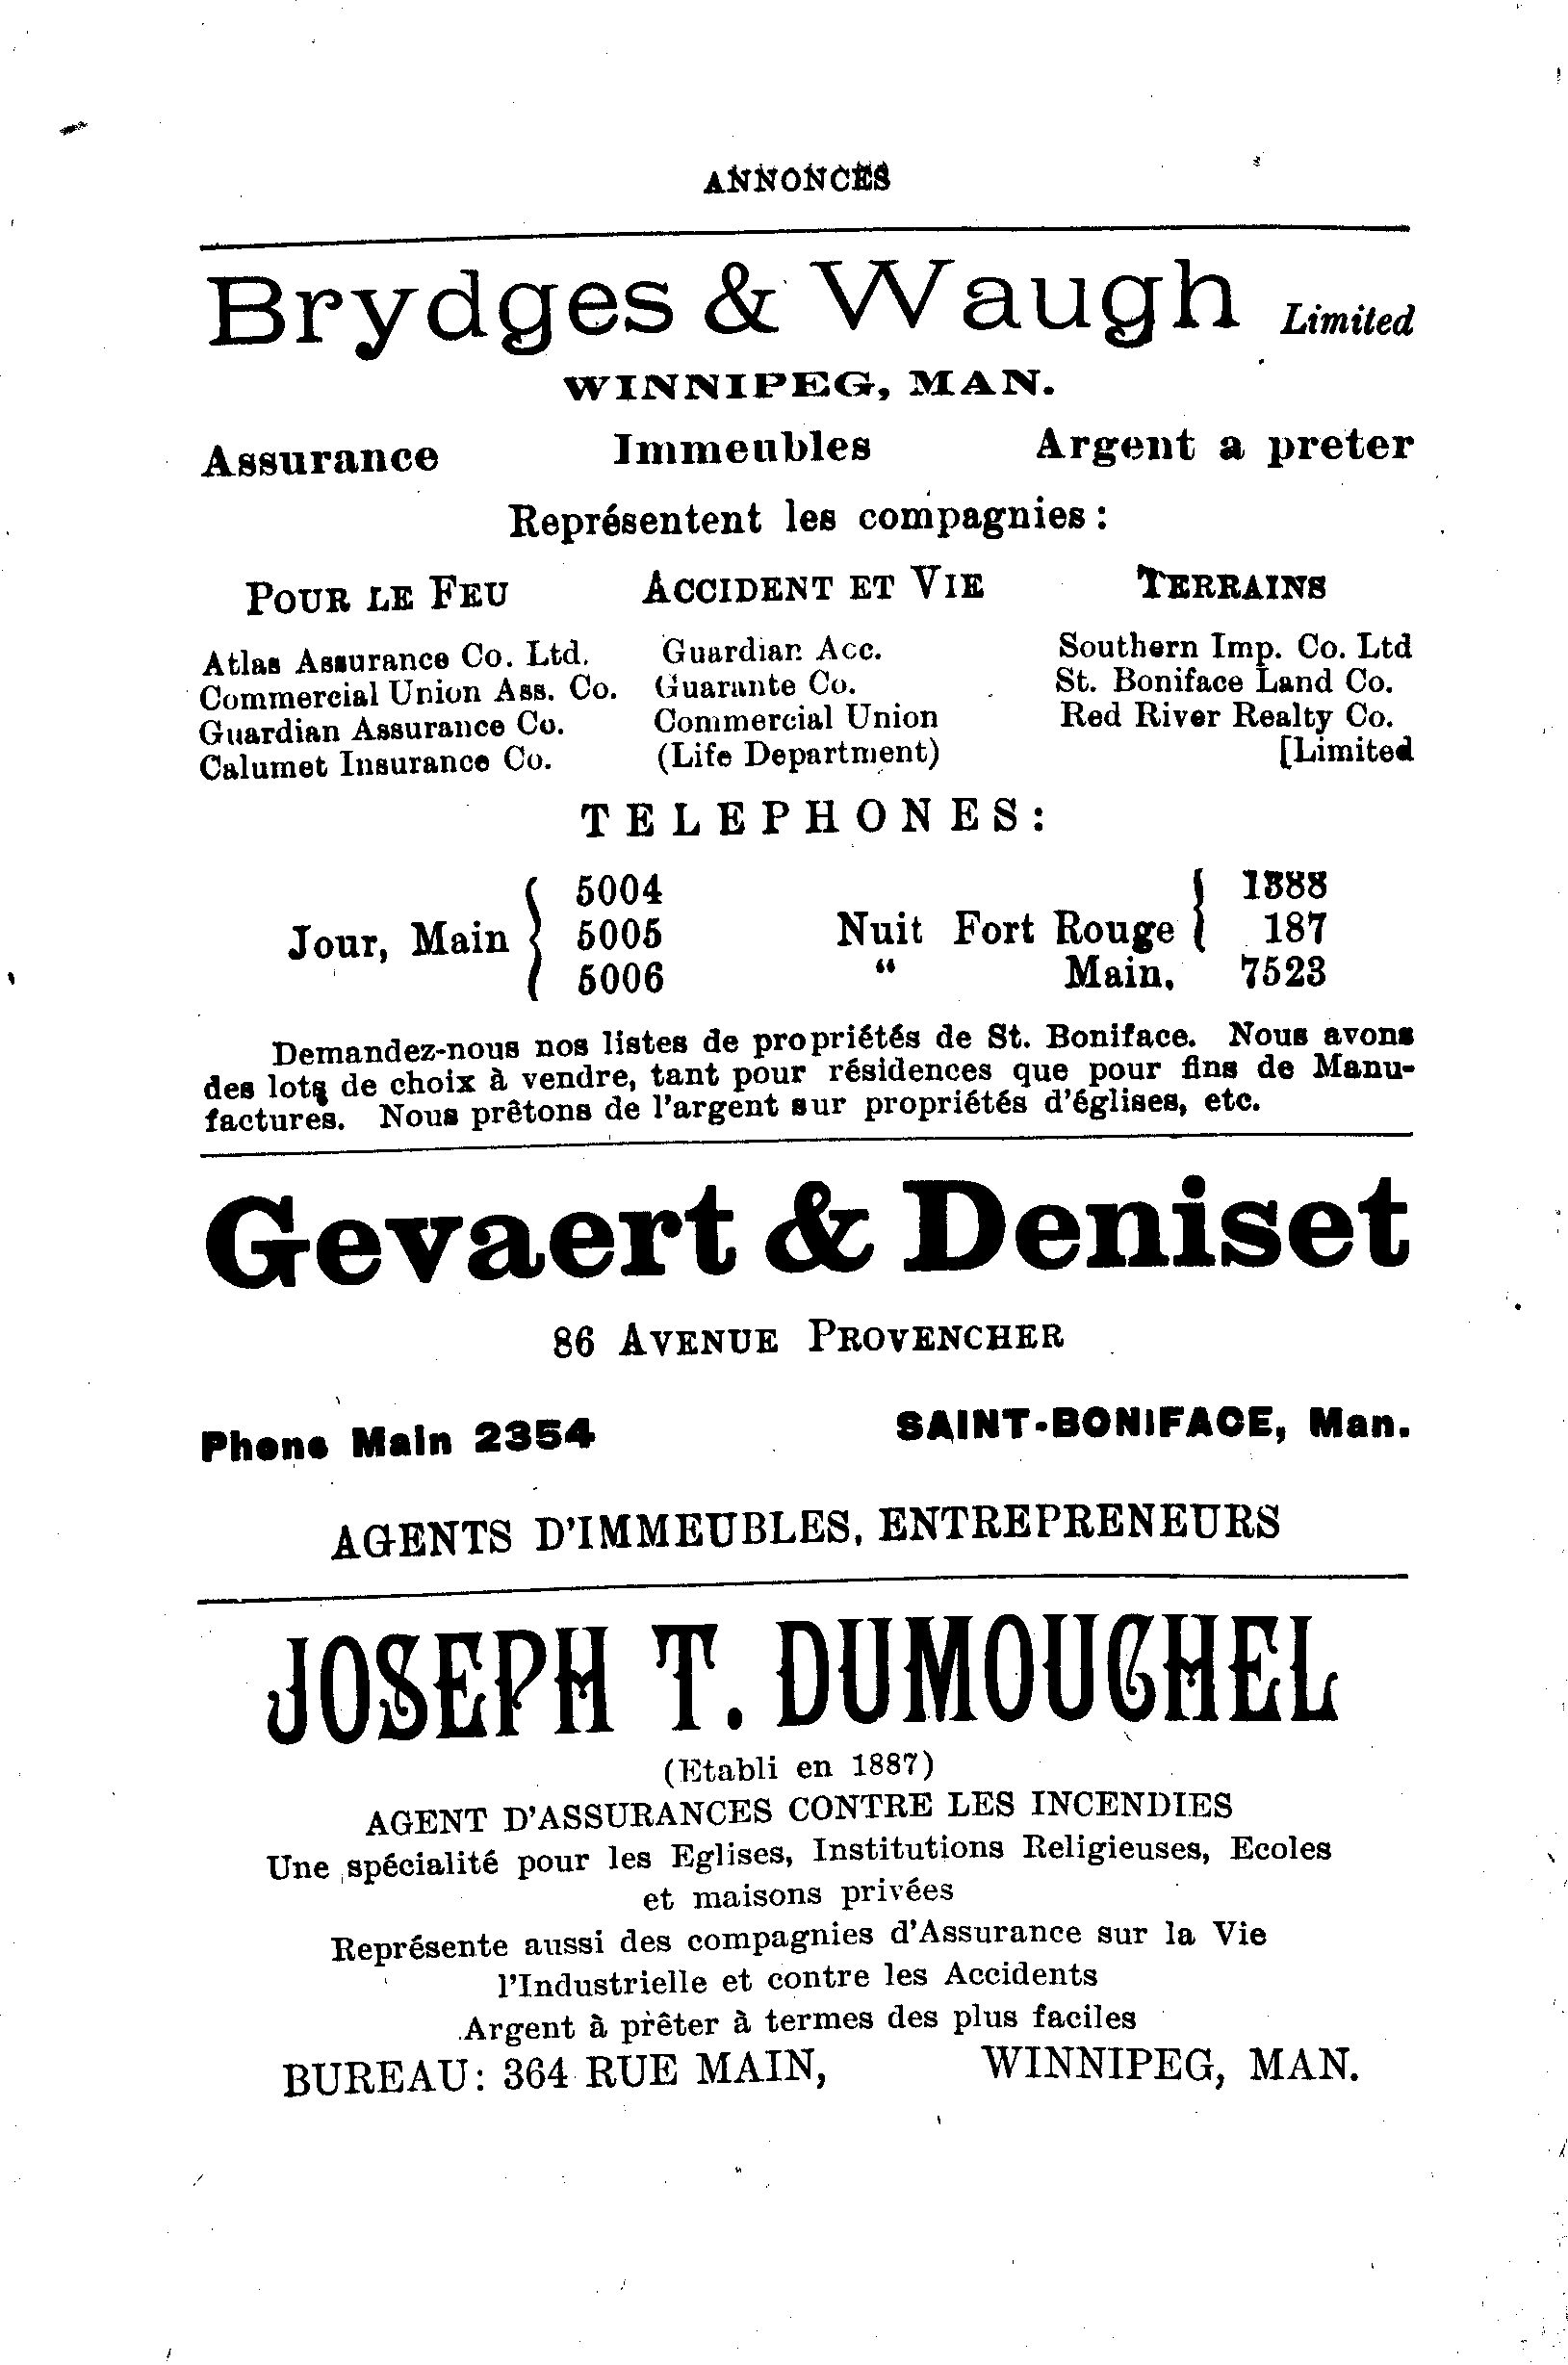 ANNONCES
Brydges & Waugh Limited
WINNIPEG, MAN.
Assurance Immeubles Argent a preter
Représentent les compagnies:
POUR LE FEU ACCIDENT ET VIE TERRAINS
Atlas Assurance Co. Ltd. Guardian Acc. Southern Imp. Co. Ltd
Commercial Union Ass. Co. Guarante Co. St. Boniface Land Co.
Guardian Assurance Co. Commercial Union Red River Realty Co.
Calumet Insurance Co. (Life Department) [Limited
TELEPHONES:
Jour, Main { 5004 5005 5006
Nuit Fort Rouge { 1388 187
" Main. 7523
Demandez-nous nos listes de propriétés de St. Boniface. Nous avons
des lots de choix à vendre, tant pour résidences que pour fins de Manu-
factures. Nous prêtons de l'argent sur propriétés d'églises, etc.
Gevaert & Deniset
86 AVENUE PROVENCHER
Phone Main 2354 SAINT-BONIFACE, Man.
AGENTS D'IMMEUBLES, ENTREPRENEURS
JOSEPH T. DUMOUCHEL
(Etabli en 1887)
AGENT D'ASSURANCES CONTRE LES INCENDIES
Une spécialité pour les Eglises, Institutions Religieuses, Ecoles
et maisons privées
Représente aussi des compagnies d'Assurance sur la Vie
l'Industrielle et contre les Accidents
Argent à prêter à termes des plus faciles
BUREAU: 364 RUE MAIN, WINNIPEG, MAN.